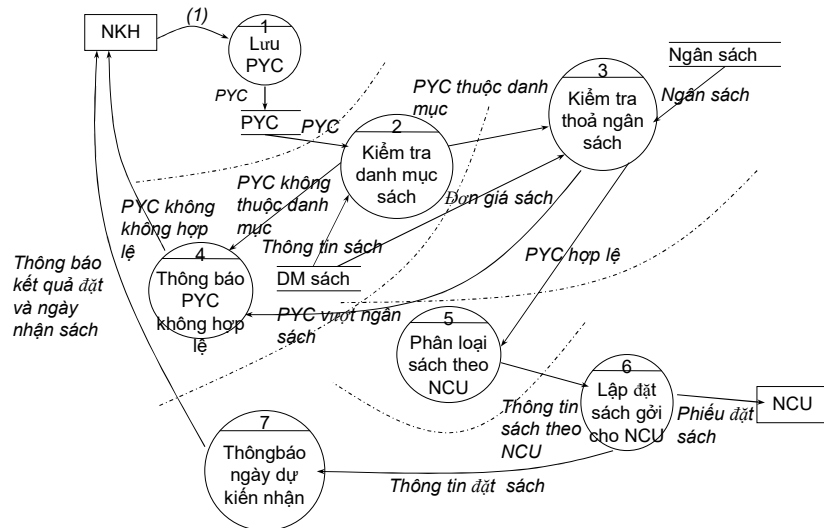 NKH
(1)
1
Lưu
PYC
PYC
PYC
PYC
2
Kiểm tra
danh mục
sách
PYC thuộc danh
mục
3
Kiểm tra
thoả ngân
sách
Ngân sách
Ngân sách
PYC không
thuộc danh
mục
Đơn giá sách
Thông tin sách
DM sách
PYC không
không hợp
lệ
4
Thông báo
PYC
không hợp
lệ
Thông báo
kết quả đặt
và ngày
nhận sách
PYC hợp lệ
PYC vượt ngân
sách
5
Phân loại
sách theo
NCU
6
Lập đặt
sách gởi
cho NCU
Thông tin
sách theo
NCU
Phiếu đặt
sách
NCU
7
Thôngbáo
ngày dự
kiến nhận
Thông tin đặt sách